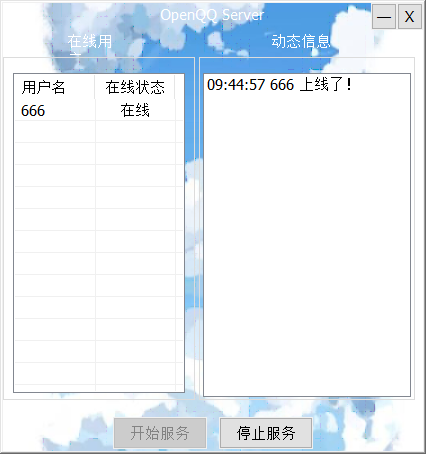 OpenQQ Server
— X
在线用
动态信息
用户名 在线状态
666 在线
09:44:57 666 上线了!
开始服务 停止服务